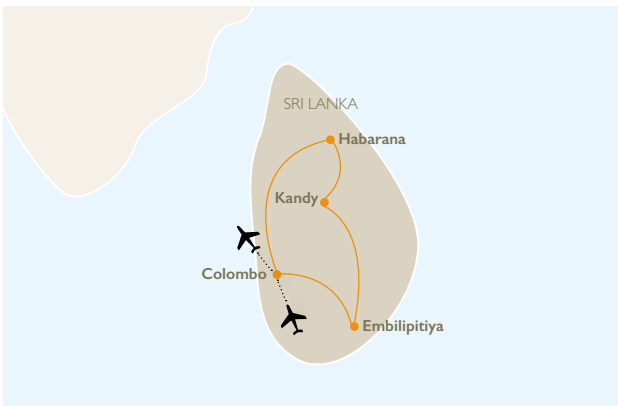 SRI LANKA
Habarana
Kandy
Colombo
Embilipitiya